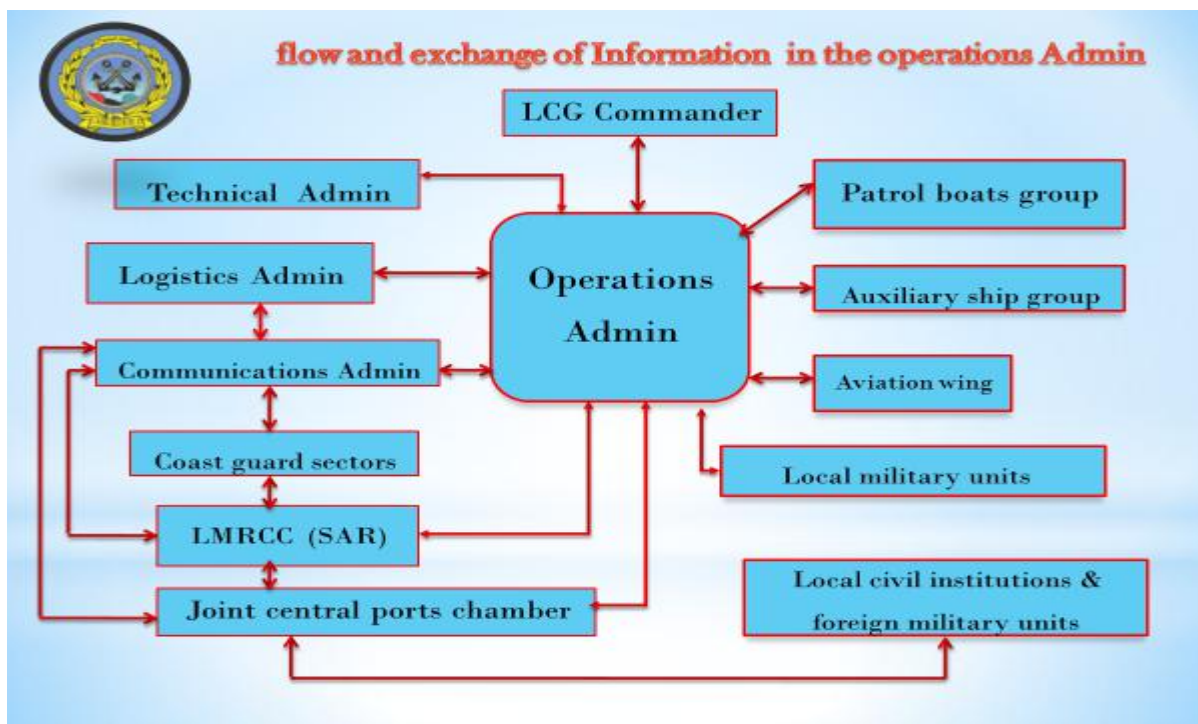 flow and exchange of Information in the operations Admin
LCG Commander
Technical Admin
Patrol boats group
Logistics Admin
Operations
Admin
Auxiliary ship group
Communications Admin
Aviation wing
Coast guard sectors
Local military units
LMRCC (SAR)
Joint central ports chamber
Local civil institutions &
foreign military units